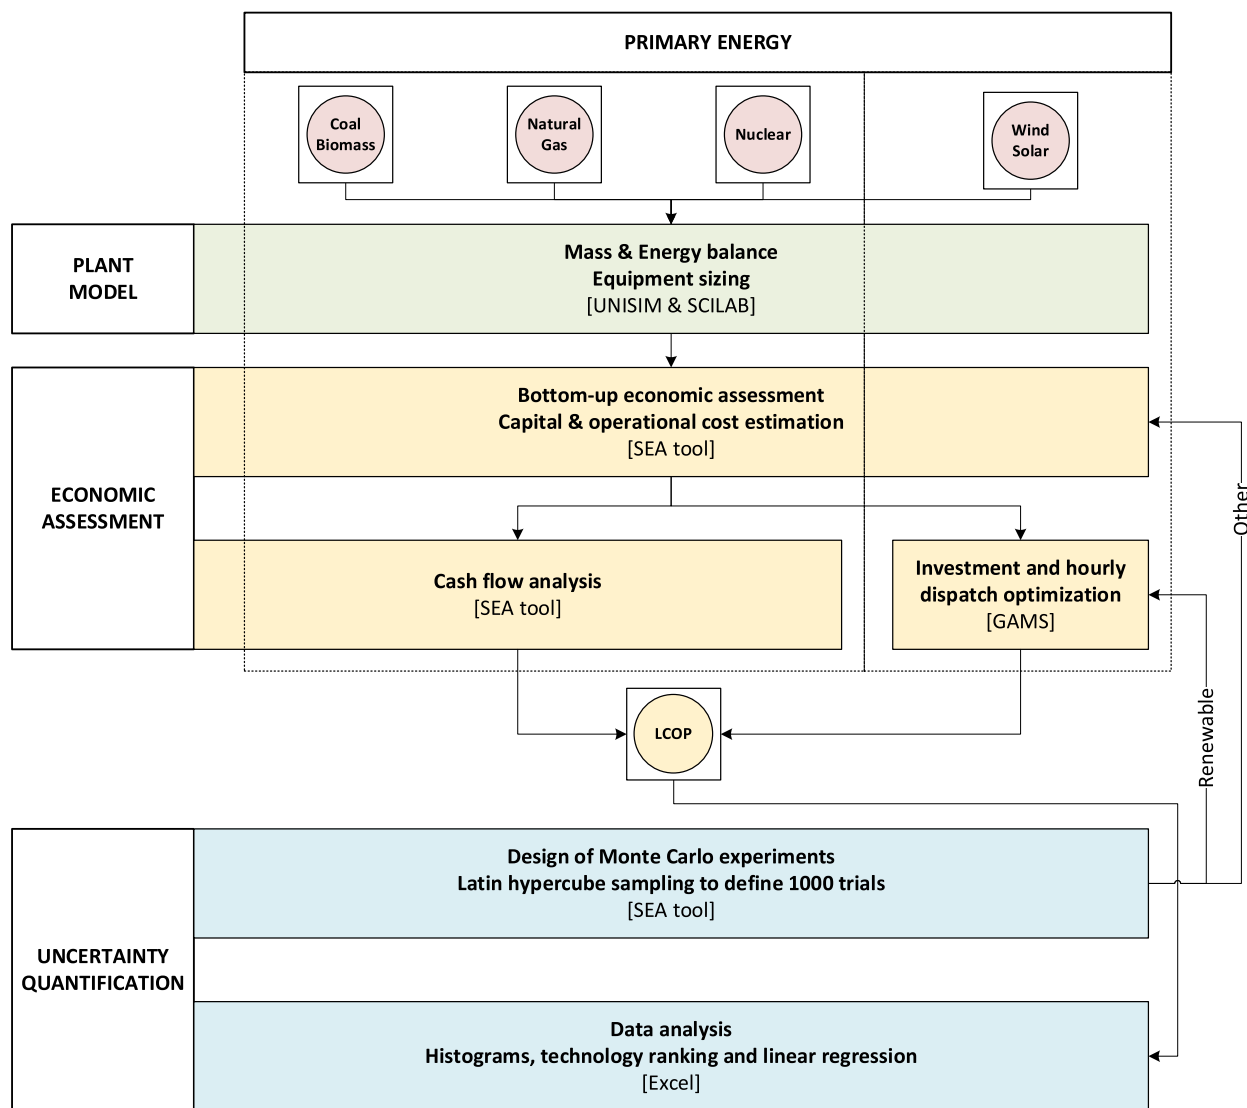 PRIMARY ENERGY
Coal
Biomass
Natural
Gas
Nuclear
Wind
Solar
PLANT
MODEL
Mass & Energy balance
Equipment sizing
[UNISIM & SCILAB]
ECONOMIC
ASSESSMENT
Bottom-up economic assessment
Capital & operational cost estimation
[SEA tool]
Cash flow analysis
[SEA tool]
Investment and hourly
dispatch optimization
[GAMS]
Other
Renewable
LCOP
UNCERTAINTY
QUANTIFICATION
Design of Monte Carlo experiments
Latin hypercube sampling to define 1000 trials
[SEA tool]
Data analysis
Histograms, technology ranking and linear regression
[Excel]